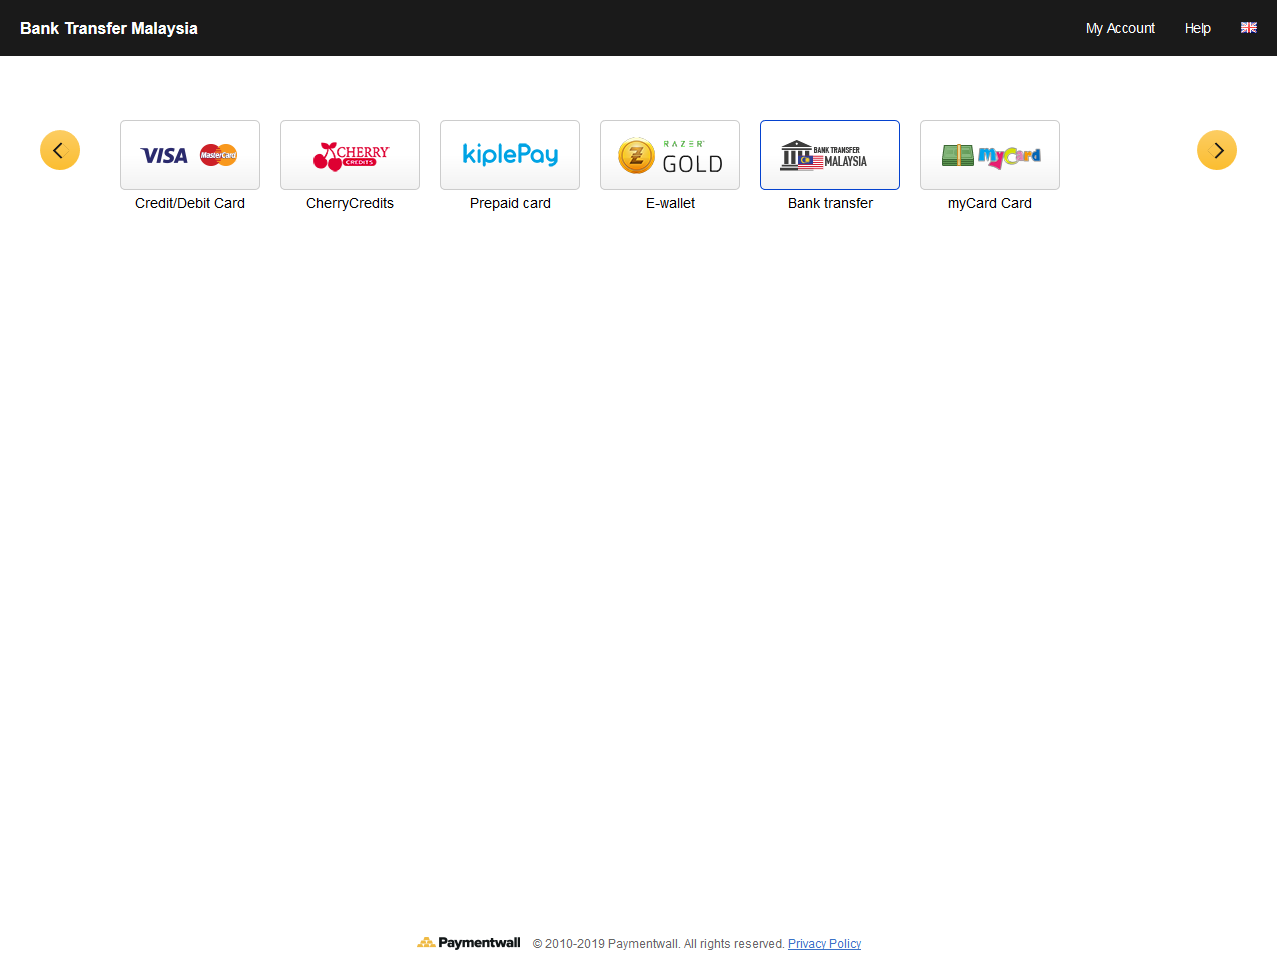 Bank Transfer Malaysia
My Account
Help
VISA
MasterCard
CHERRY
CREDITS
kiplePay
RAZER
GOLD
BANK TRANSFER
MALAYSIA
MyCard
Credit/Debit Card
CherryCredits
Prepaid card
E-wallet
Bank transfer
myCard Card
Paymentwall
© 2010-2019 Paymentwall. All rights reserved. Privacy Policy